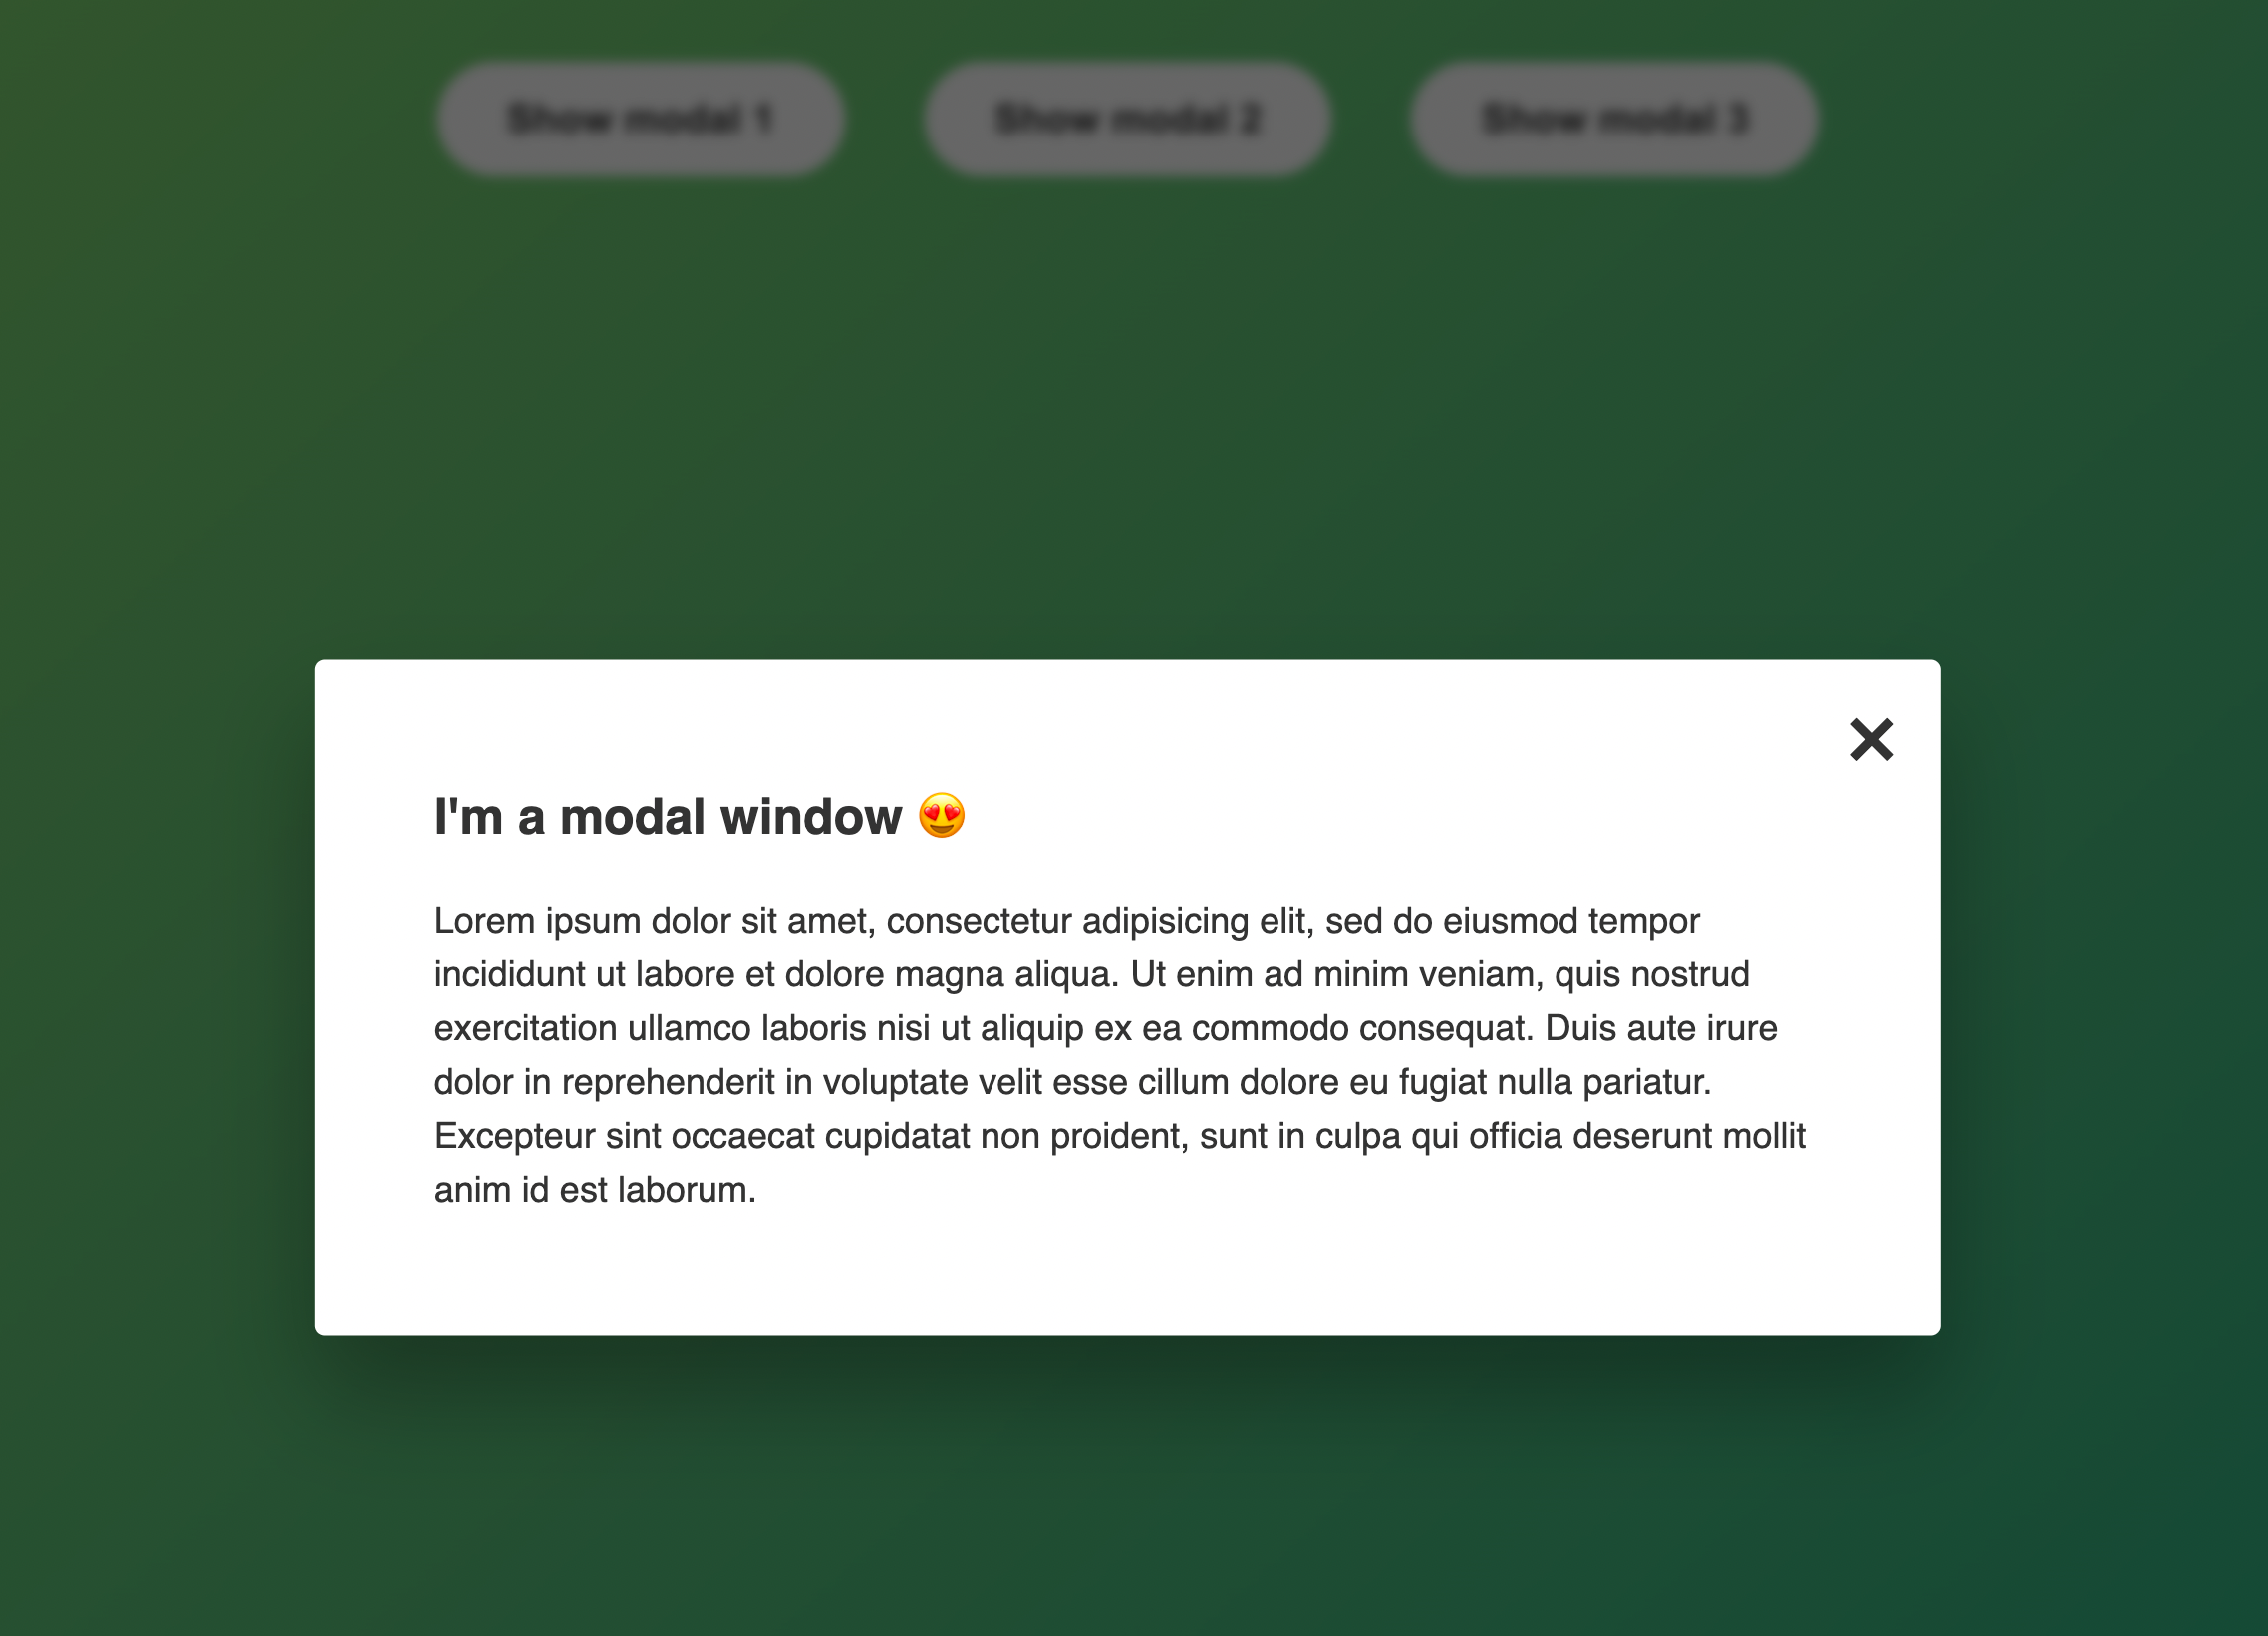 Show modal 1 Show modal 2 Show modal 3
×
I'm a modal window 😍
Lorem ipsum dolor sit amet, consectetur adipisicing elit, sed do eiusmod tempor
incididunt ut labore et dolore magna aliqua. Ut enim ad minim veniam, quis nostrud
exercitation ullamco laboris nisi ut aliquip ex ea commodo consequat. Duis aute irure
dolor in reprehenderit in voluptate velit esse cillum dolore eu fugiat nulla pariatur.
Excepteur sint occaecat cupidatat non proident, sunt in culpa qui officia deserunt mollit
anim id est laborum.